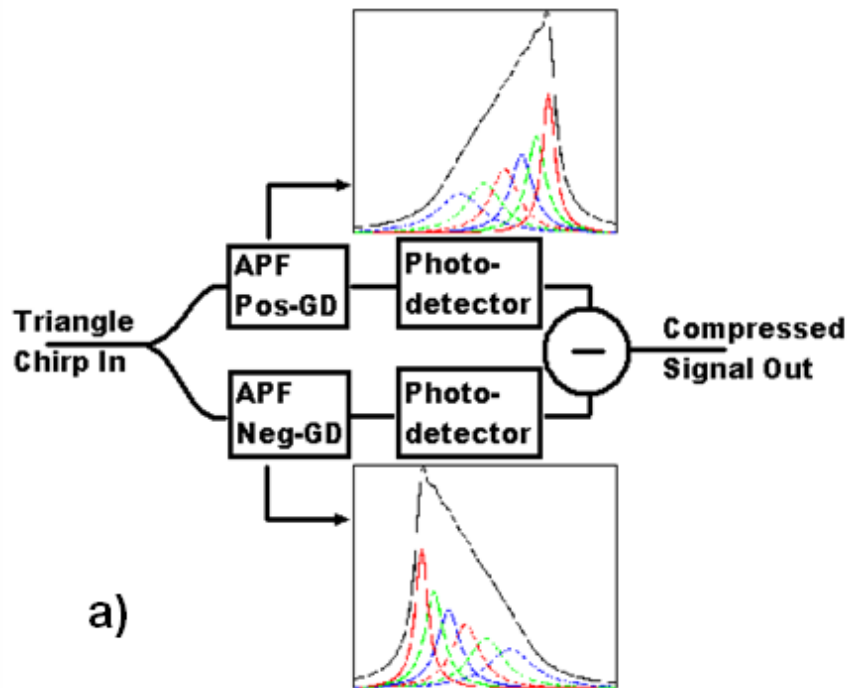 APF
Pos-GD
Photo-
detector
Triangle
Chirp In
−
Compressed
Signal Out
APF
Neg-GD
Photo-
detector
a)